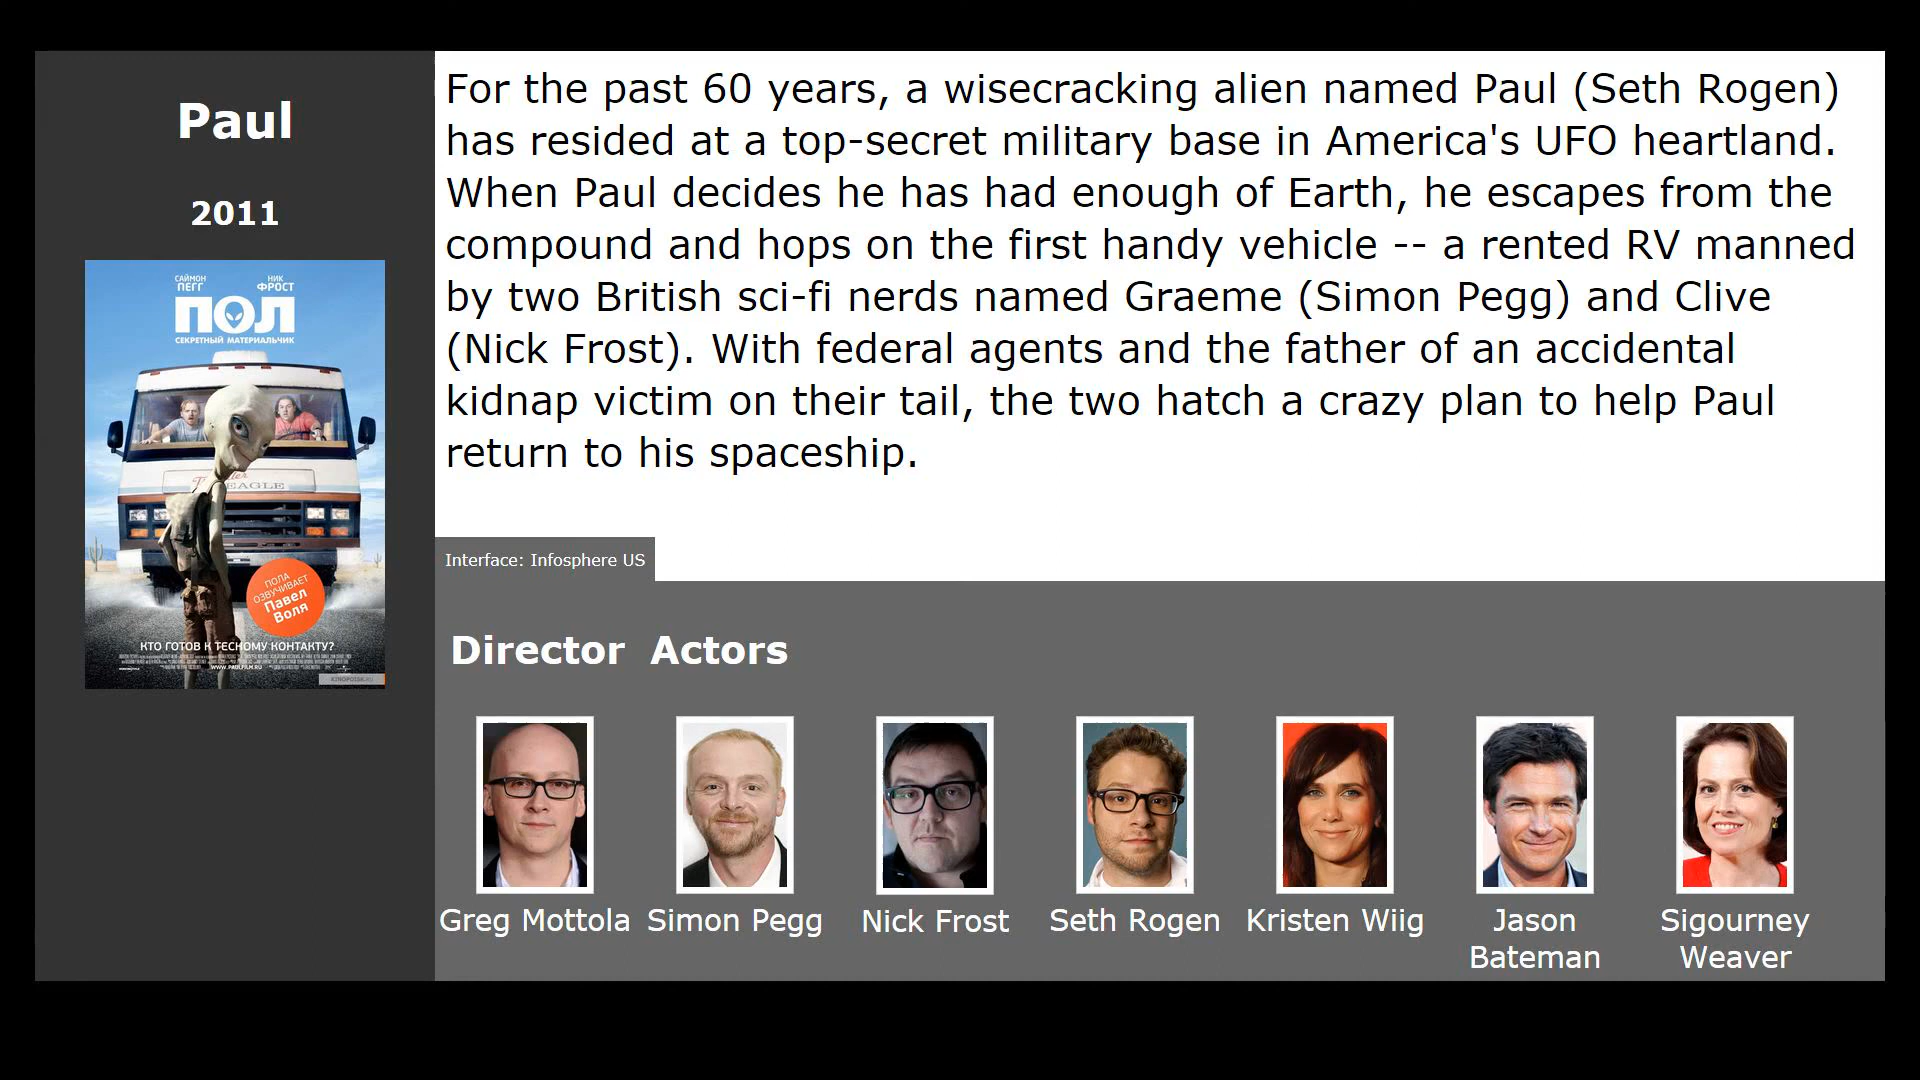 Paul
2011
САЙМОН НИК
ПЕГГ ФРОСТ
ПОЛ
СЕКРЕТНЫЙ МАТЕРИАЛЬЧИК
EAGLE
ПОЛА
ОЗВУЧИВАЕТ
Павел
Воля
КТО ГОТОВ К ТЕСНОМУ КОНТАКТУ?
WWW.PAULFILM.RU
KINOPOISK.RU
For the past 60 years, a wisecracking alien named Paul (Seth Rogen)
has resided at a top-secret military base in America's UFO heartland.
When Paul decides he has had enough of Earth, he escapes from the
compound and hops on the first handy vehicle -- a rented RV manned
by two British sci-fi nerds named Graeme (Simon Pegg) and Clive
(Nick Frost). With federal agents and the father of an accidental
kidnap victim on their tail, the two hatch a crazy plan to help Paul
return to his spaceship.
Interface: Infosphere US
Director Actors
Greg Mottola Simon Pegg Nick Frost Seth Rogen Kristen Wiig Jason Sigourney
Bateman Weaver